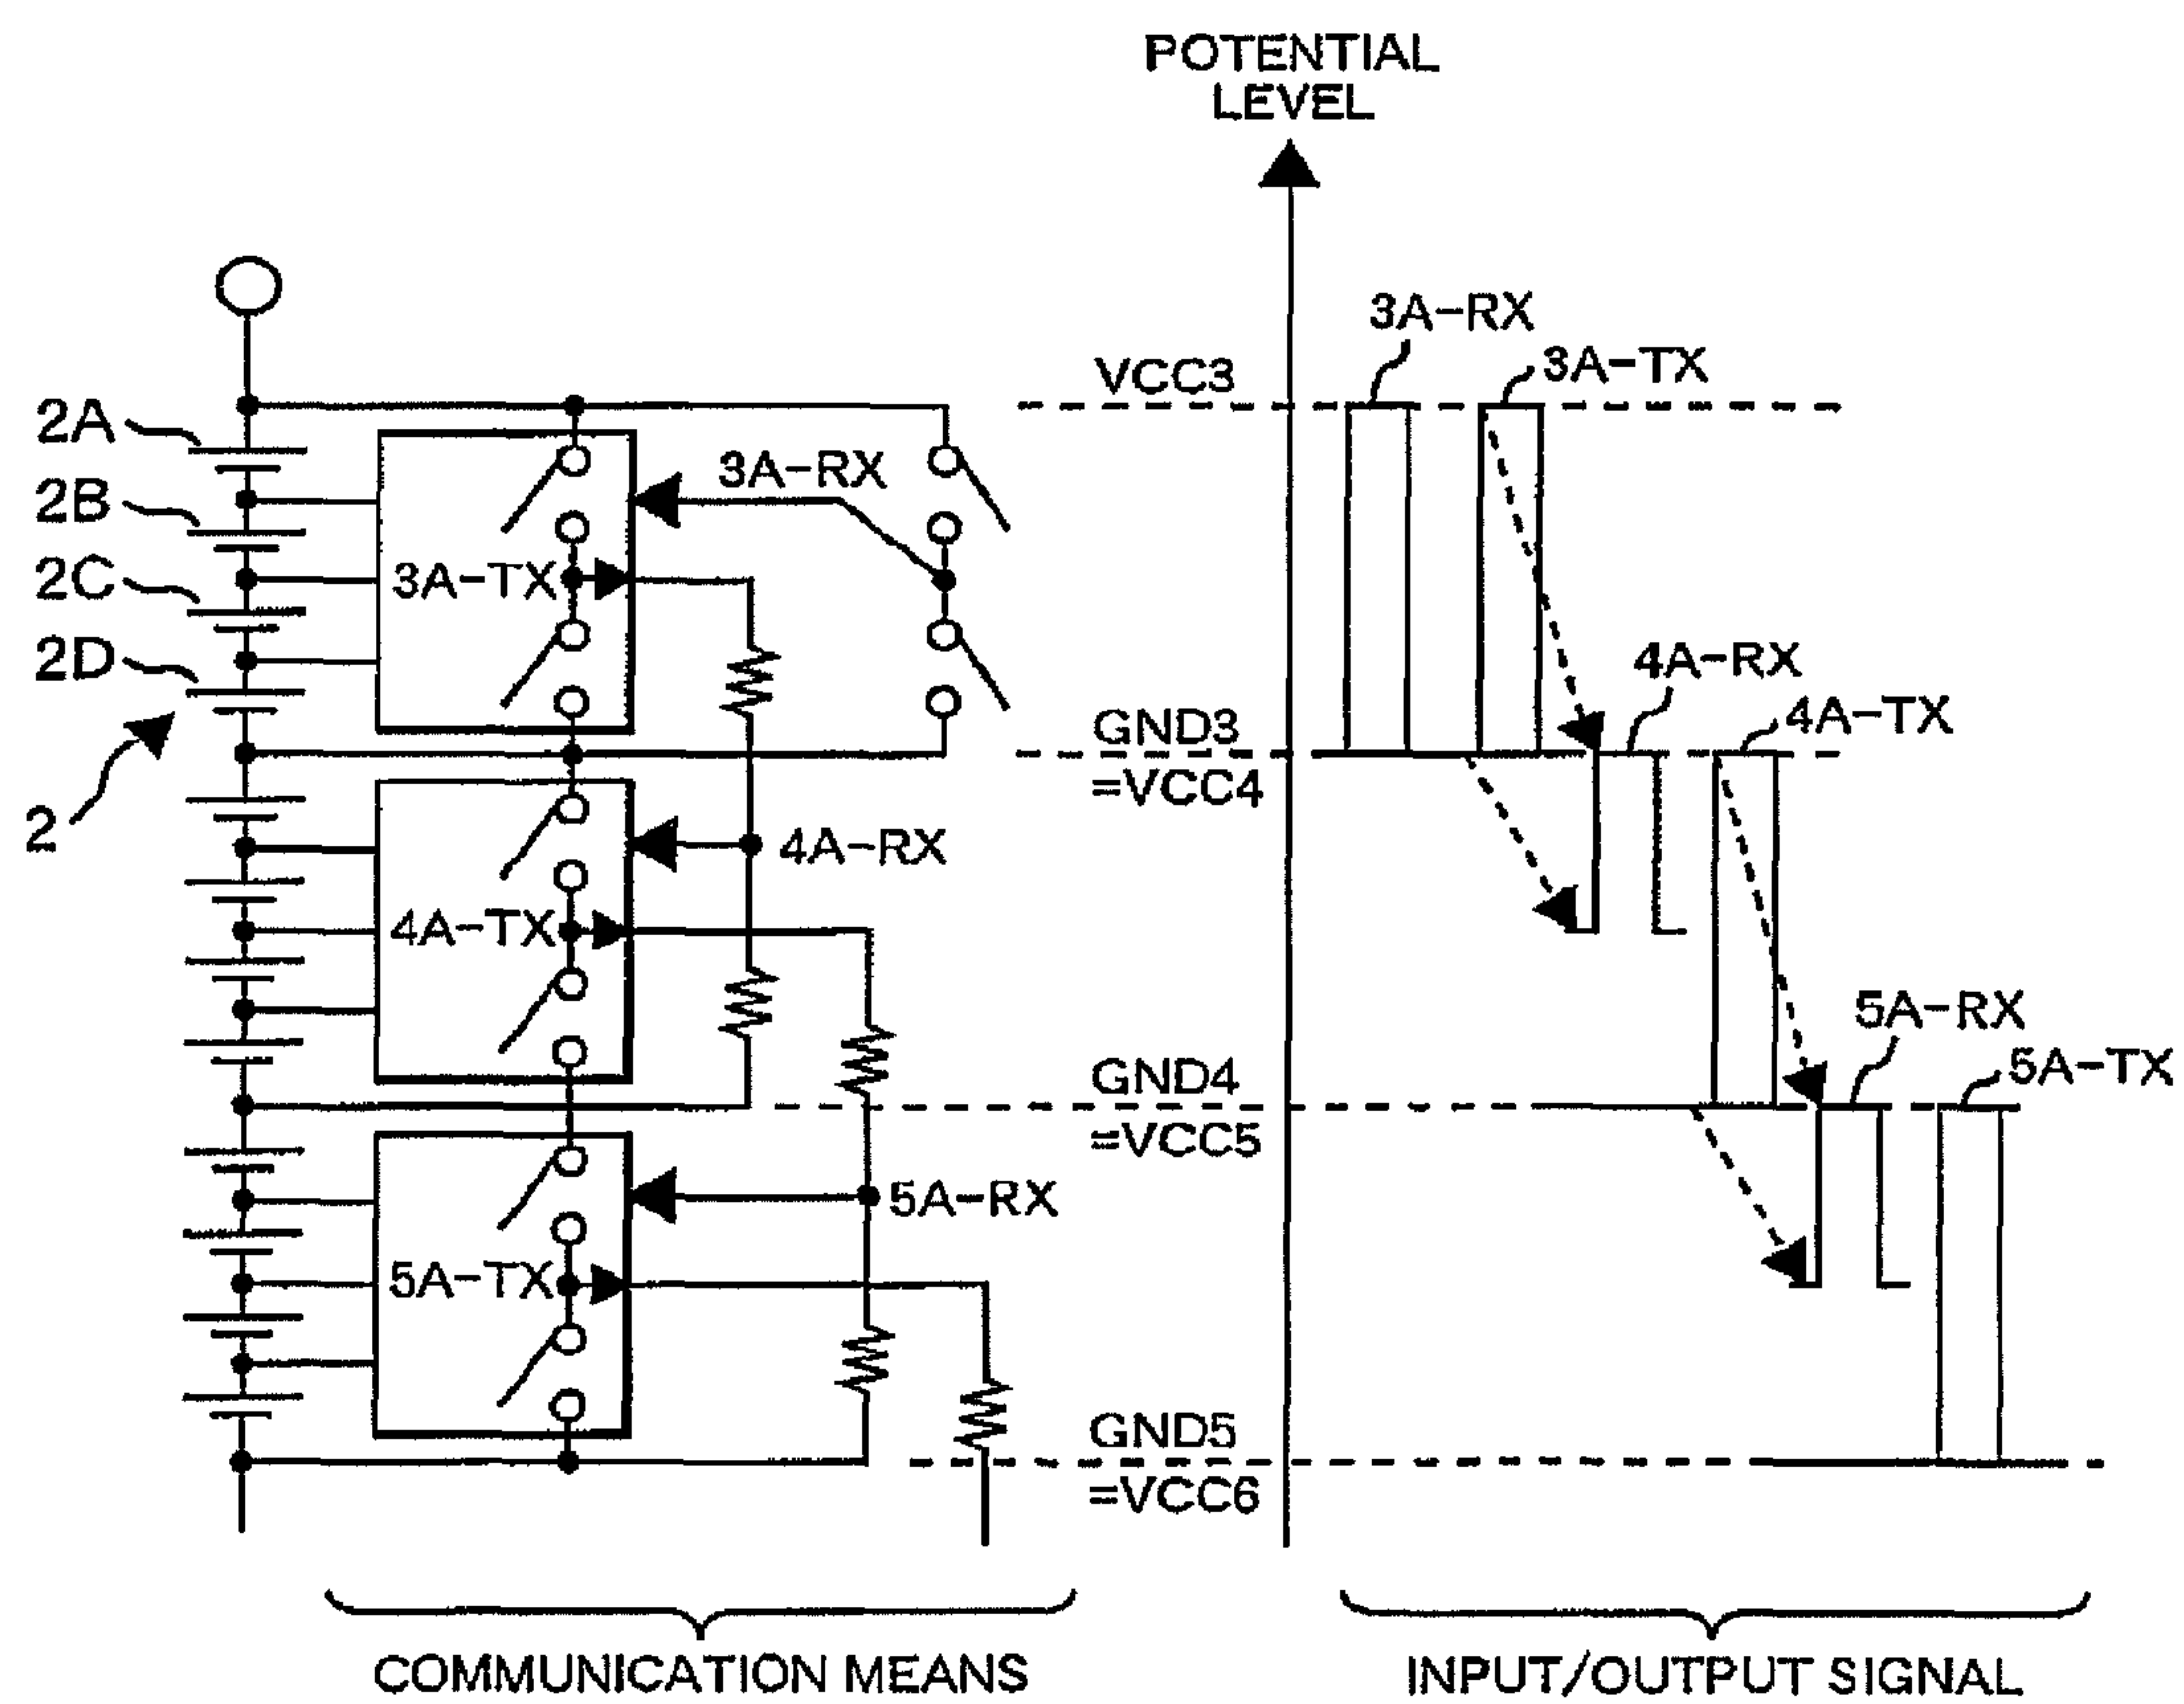 POTENTIAL
LEVEL
3A-RX
3A-TX
VCC3
2A
3A-RX
2B
2C
3A-TX
2D
4A-RX
4A-TX
GND3
=VCC4
2
4A-RX
4A-TX
5A-RX
5A-TX
GND4
=VCC5
5A-RX
5A-TX
GND5
=VCC6
COMMUNICATION MEANS
INPUT/OUTPUT SIGNAL